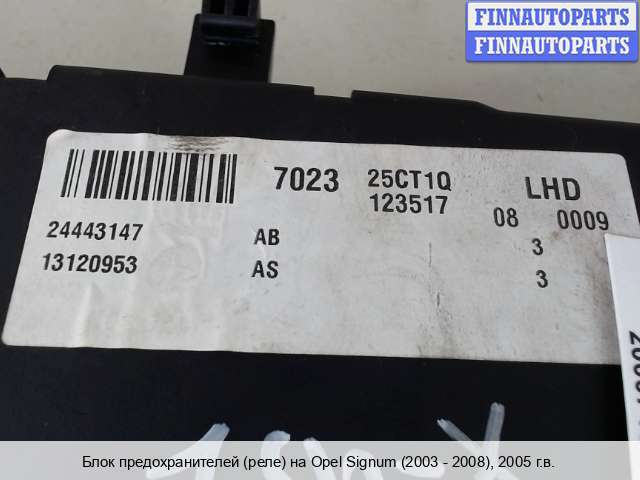 FINNAUTOPARTS
FINNAUTOPARTS
7023 25CT1Q LHD
123517 08 0009
24443147 AB 3
13120953 AS 3
Блок предохранителей (реле) на Opel Signum (2003 - 2008), 2005 г.в.